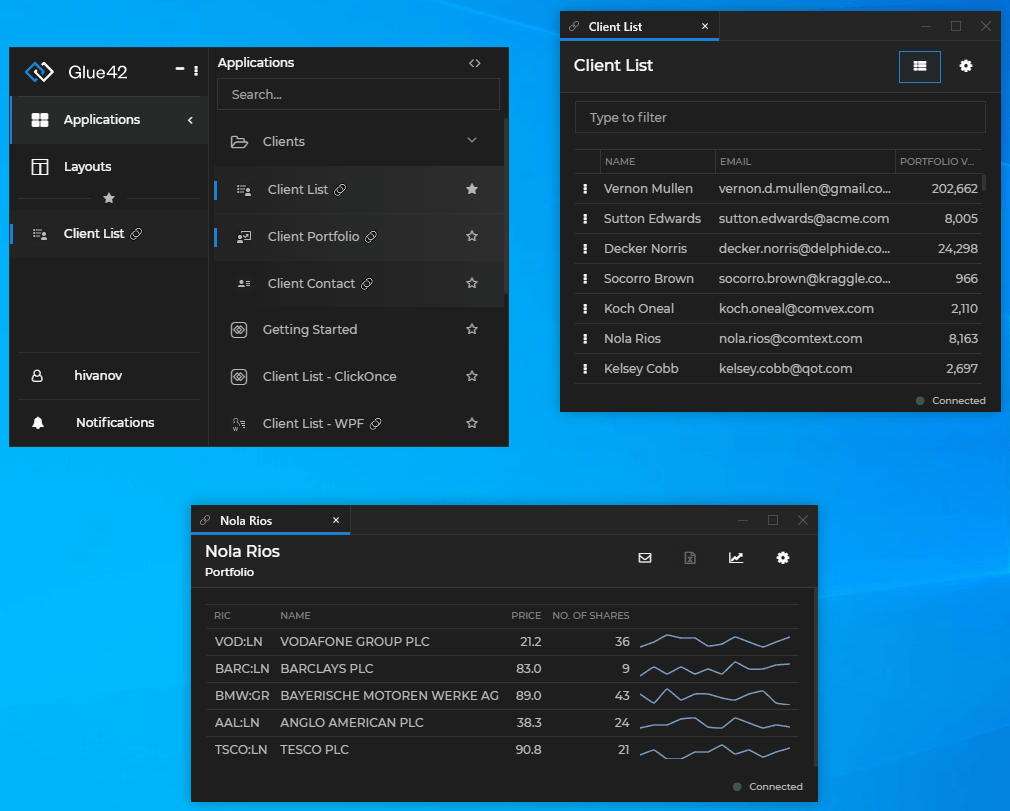 Glue42
Applications
Layouts
Client List
hivanov
Notifications
Applications
Search...
Clients
Client List
Client Portfolio
Client Contact
Getting Started
Client List - ClickOnce
Client List - WPF
Client List
Client List
Type to filter
NAME EMAIL PORTFOLIO V...
Vernon Mullen vernon.d.mullen@gmail.co... 202,662
Sutton Edwards sutton.edwards@acme.com 8,005
Decker Norris decker.norris@delphide.co... 24,298
Socorro Brown socorro.brown@kraggle.co... 966
Koch Oneal koch.oneal@comvex.com 2,110
Nola Rios nola.rios@comtext.com 8,163
Kelsey Cobb kelsey.cobb@qot.com 2,697
Connected
Nola Rios
Nola Rios
Portfolio
RIC NAME PRICE NO. OF SHARES
VOD:LN VODAFONE GROUP PLC 21.2 36
BARC:LN BARCLAYS PLC 83.0 9
BMW:GR BAYERISCHE MOTOREN WERKE AG 89.0 43
AAL:LN ANGLO AMERICAN PLC 38.3 24
TSCO:LN TESCO PLC 90.8 21
Connected